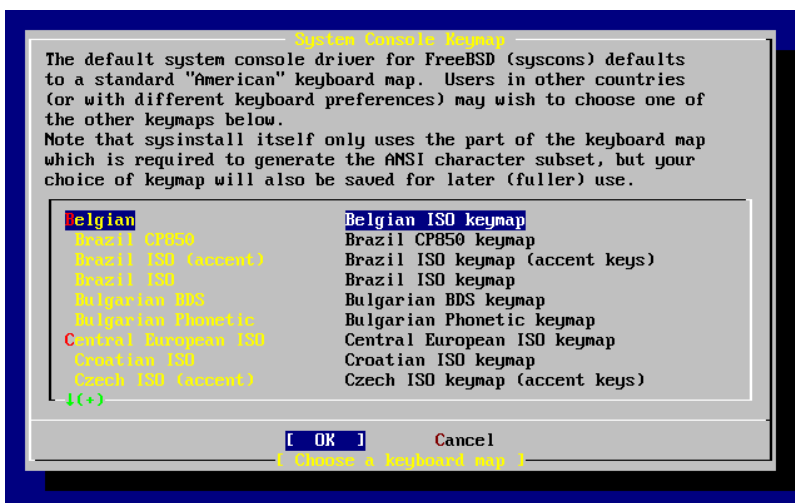 System Console Keymap
The default system console driver for FreeBSD (syscons) defaults
to a standard "American" keyboard map.  Users in other countries
(or with different keyboard preferences) may wish to choose one of
the other keymaps below.
Note that sysinstall itself only uses the part of the keyboard map
which is required to generate the ANSI character subset, but your
choice of keymap will also be saved for later (fuller) use.
Belgian Belgian ISO keymap
Brazil CP850 Brazil CP850 keymap
Brazil ISO (accent) Brazil ISO keymap (accent keys)
Brazil ISO Brazil ISO keymap
Bulgarian BDS Bulgarian BDS keymap
Bulgarian Phonetic Bulgarian Phonetic keymap
Central European ISO Central European ISO keymap
Croatian ISO Croatian ISO keymap
Czech ISO (accent) Czech ISO keymap (accent keys)
↓(+)
[ OK ] Cancel
[ Choose a keyboard map ]